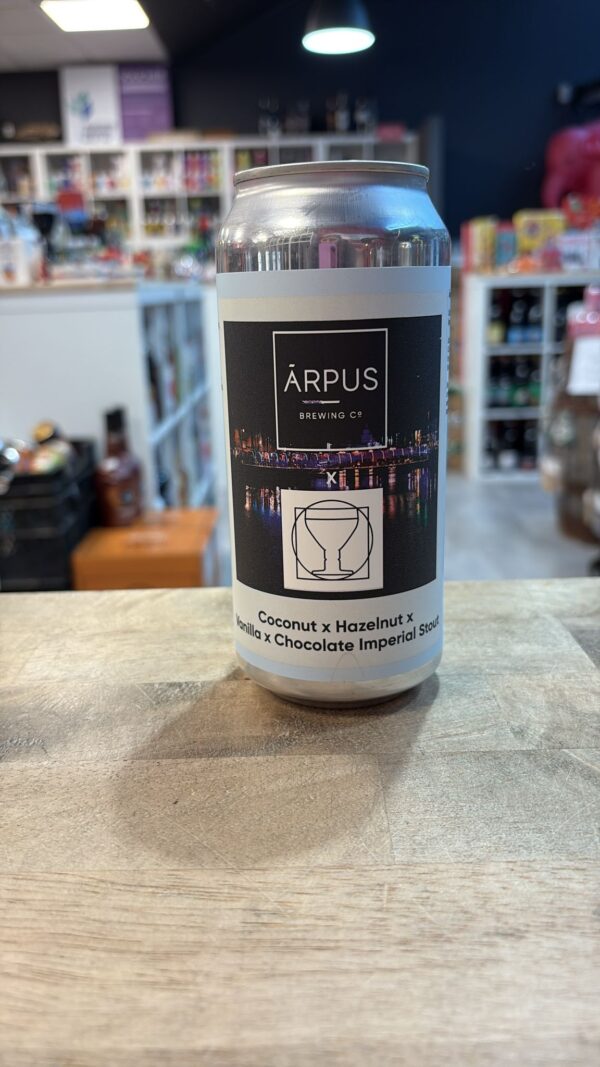 ĀRPUS
BREWING Cº
X
Coconut x Hazelnut x
Vanilla x Chocolate Imperial Stout